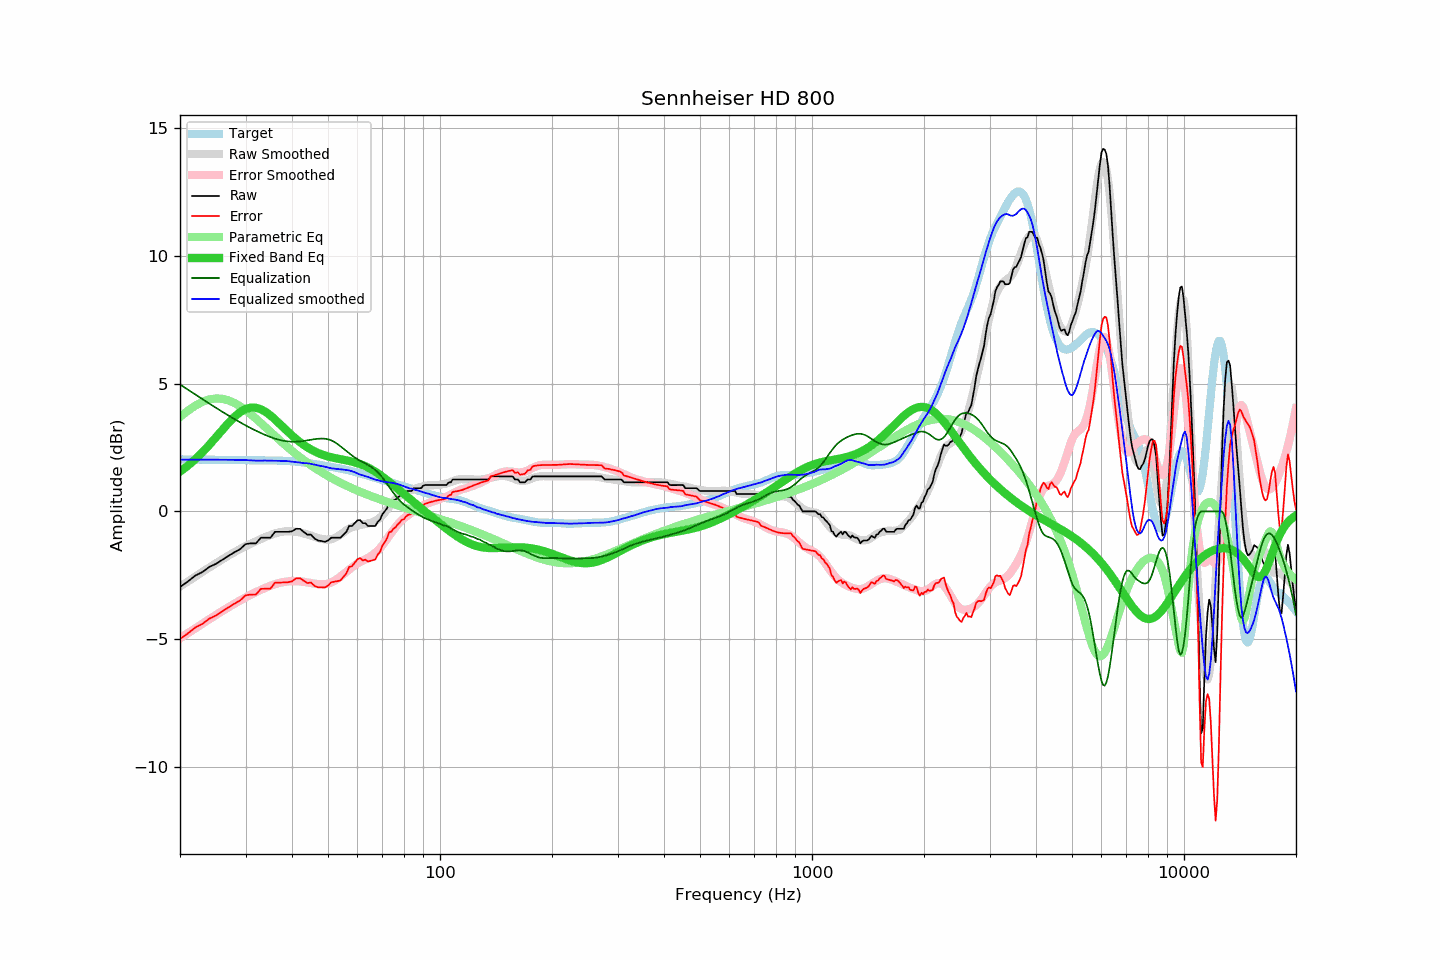 Sennheiser HD 800
Target
Raw Smoothed
Error Smoothed
Raw
Error
Parametric Eq
Fixed Band Eq
Equalization
Equalized smoothed
15
10
5
0
−5
−10
Amplitude (dBr)
100
1000
10000
Frequency (Hz)